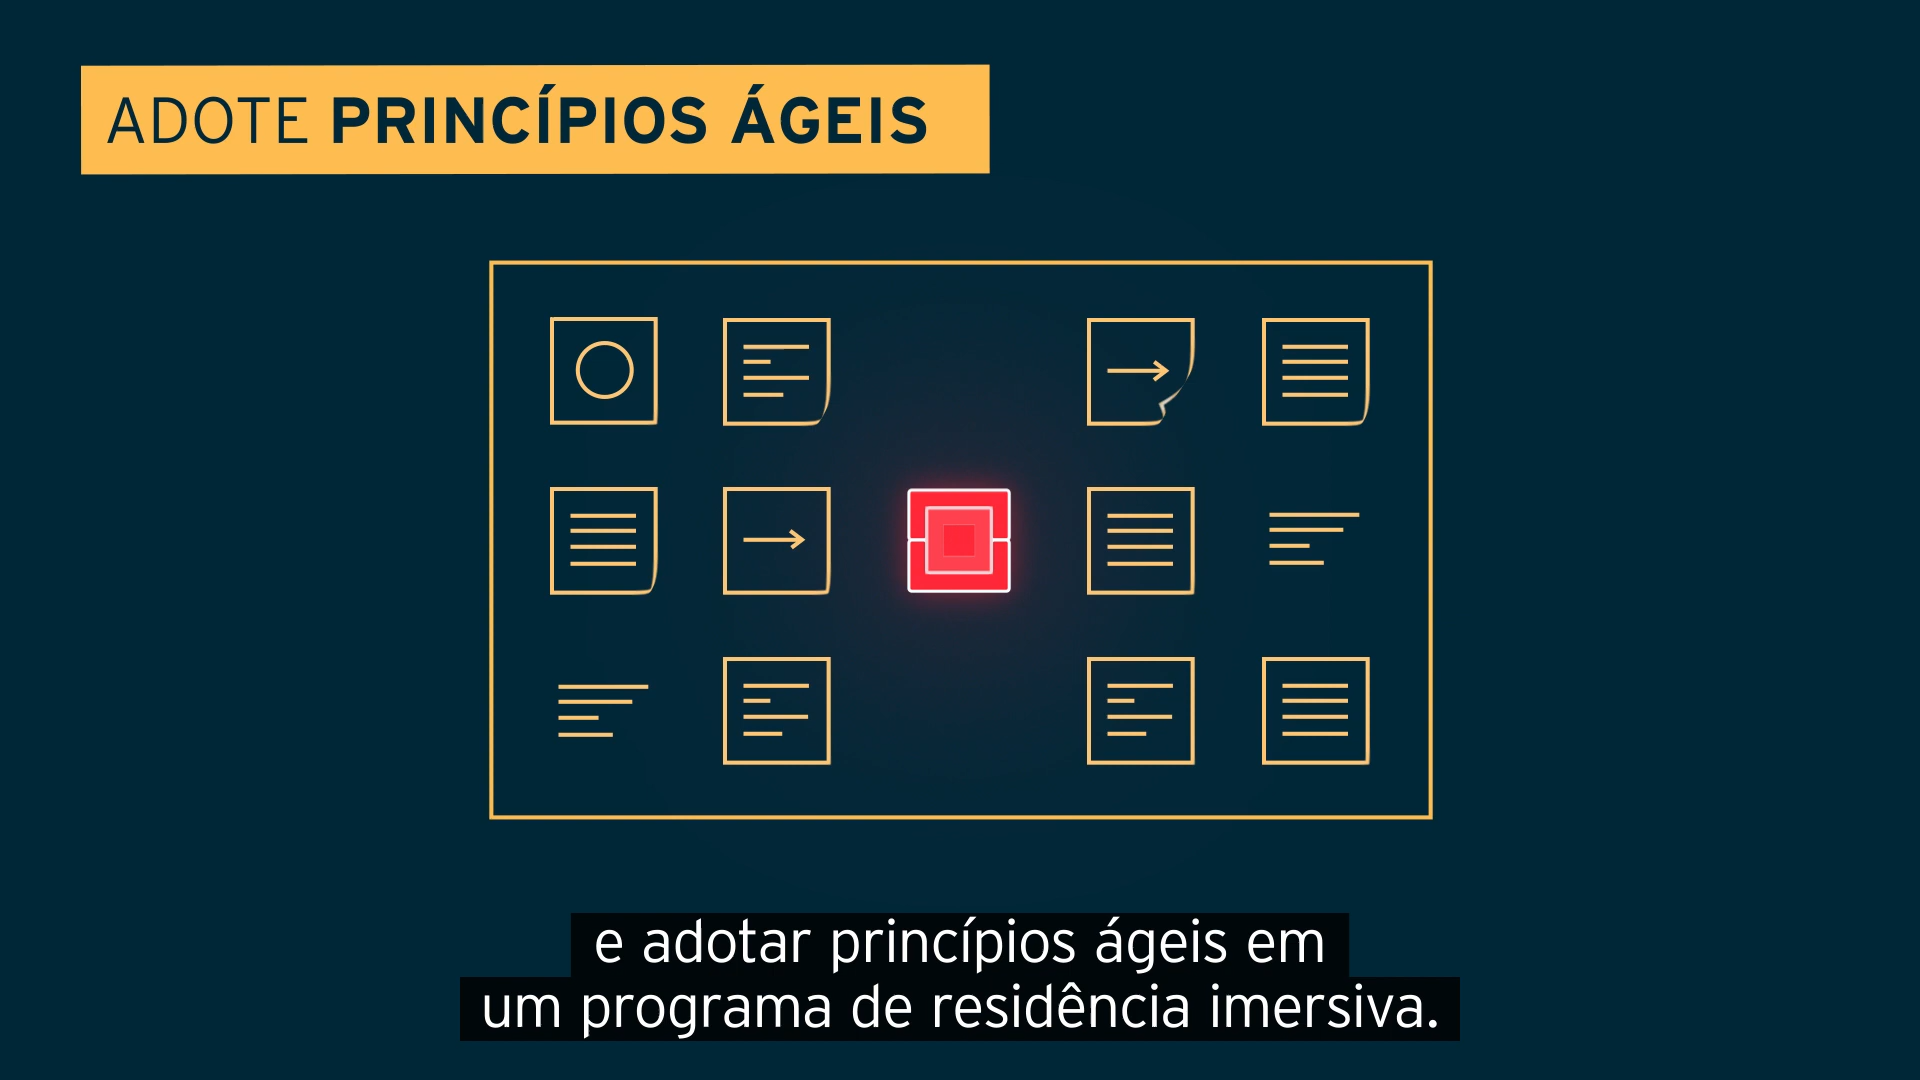 ADOTE PRINCÍPIOS ÁGEIS
e adotar princípios ágeis em
um programa de residência imersiva.